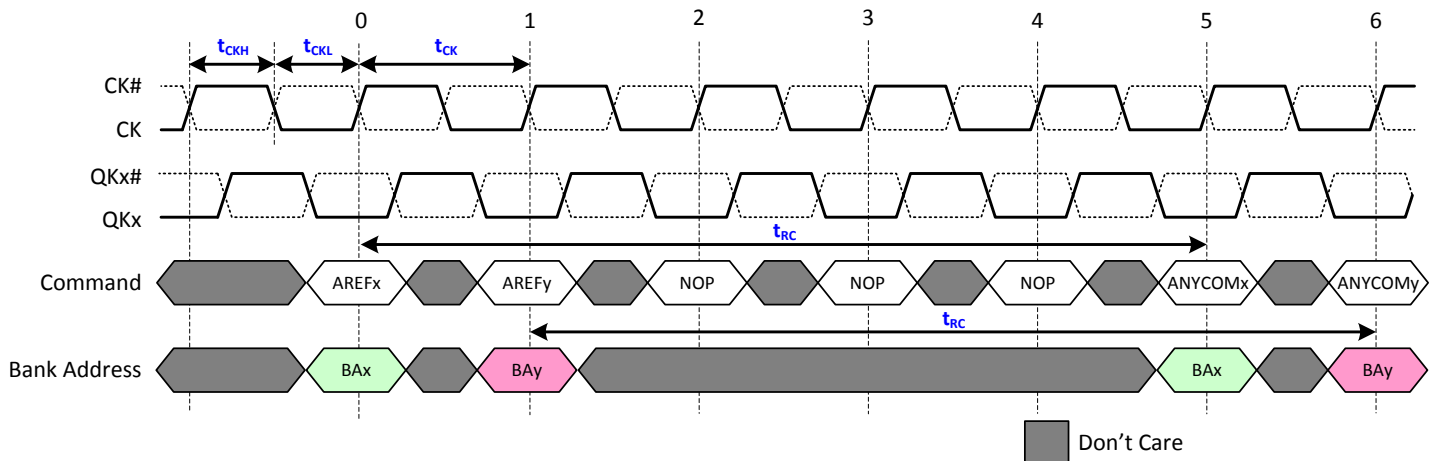 0 1 2 3 4 5 6
tCKH tCKL tCK
CK#
CK
QKx#
QKx
tRC
Command AREFx AREFy NOP NOP NOP ANYCOMx ANYCOMy
tRC
Bank Address BAx BAy BAx BAy
Don't Care